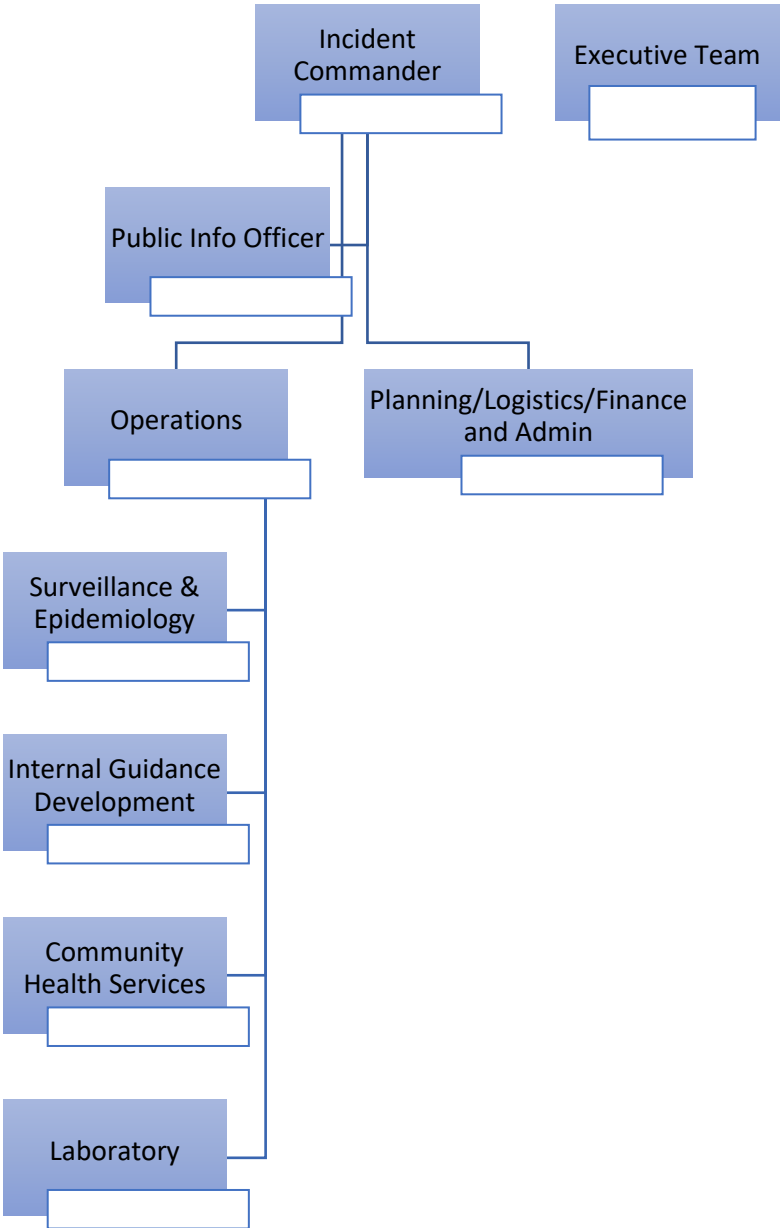 Incident
Commander
Executive Team
Public Info Officer
Operations
Planning/Logistics/Finance
and Admin
Surveillance &
Epidemiology
Internal Guidance
Development
Community
Health Services
Laboratory